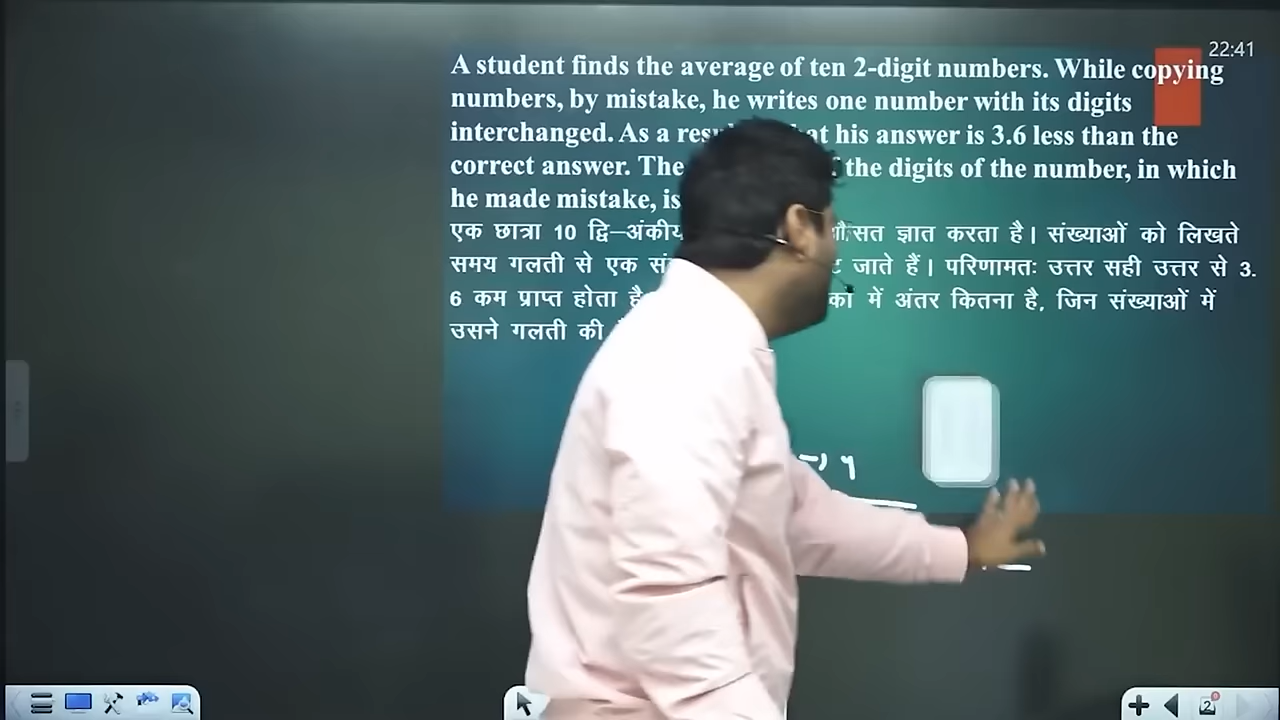 22:41
A student finds the average of ten 2-digit numbers. While copying
numbers, by mistake, he writes one number with its digits
interchanged. As a his answer is 3.6 less than the
correct answer. The the digits of the number, in which
he made mistake, is
एक छात्रा 10 द्वि–अंकीय ज्ञात करता है। संख्याओं को लिखते
समय गलती से एक जाते हैं। परिणामतः उत्तर सही उत्तर से 3.
6 कम प्राप्त होता में अंतर कितना है, जिन संख्याओं में
उसने गलती की
2